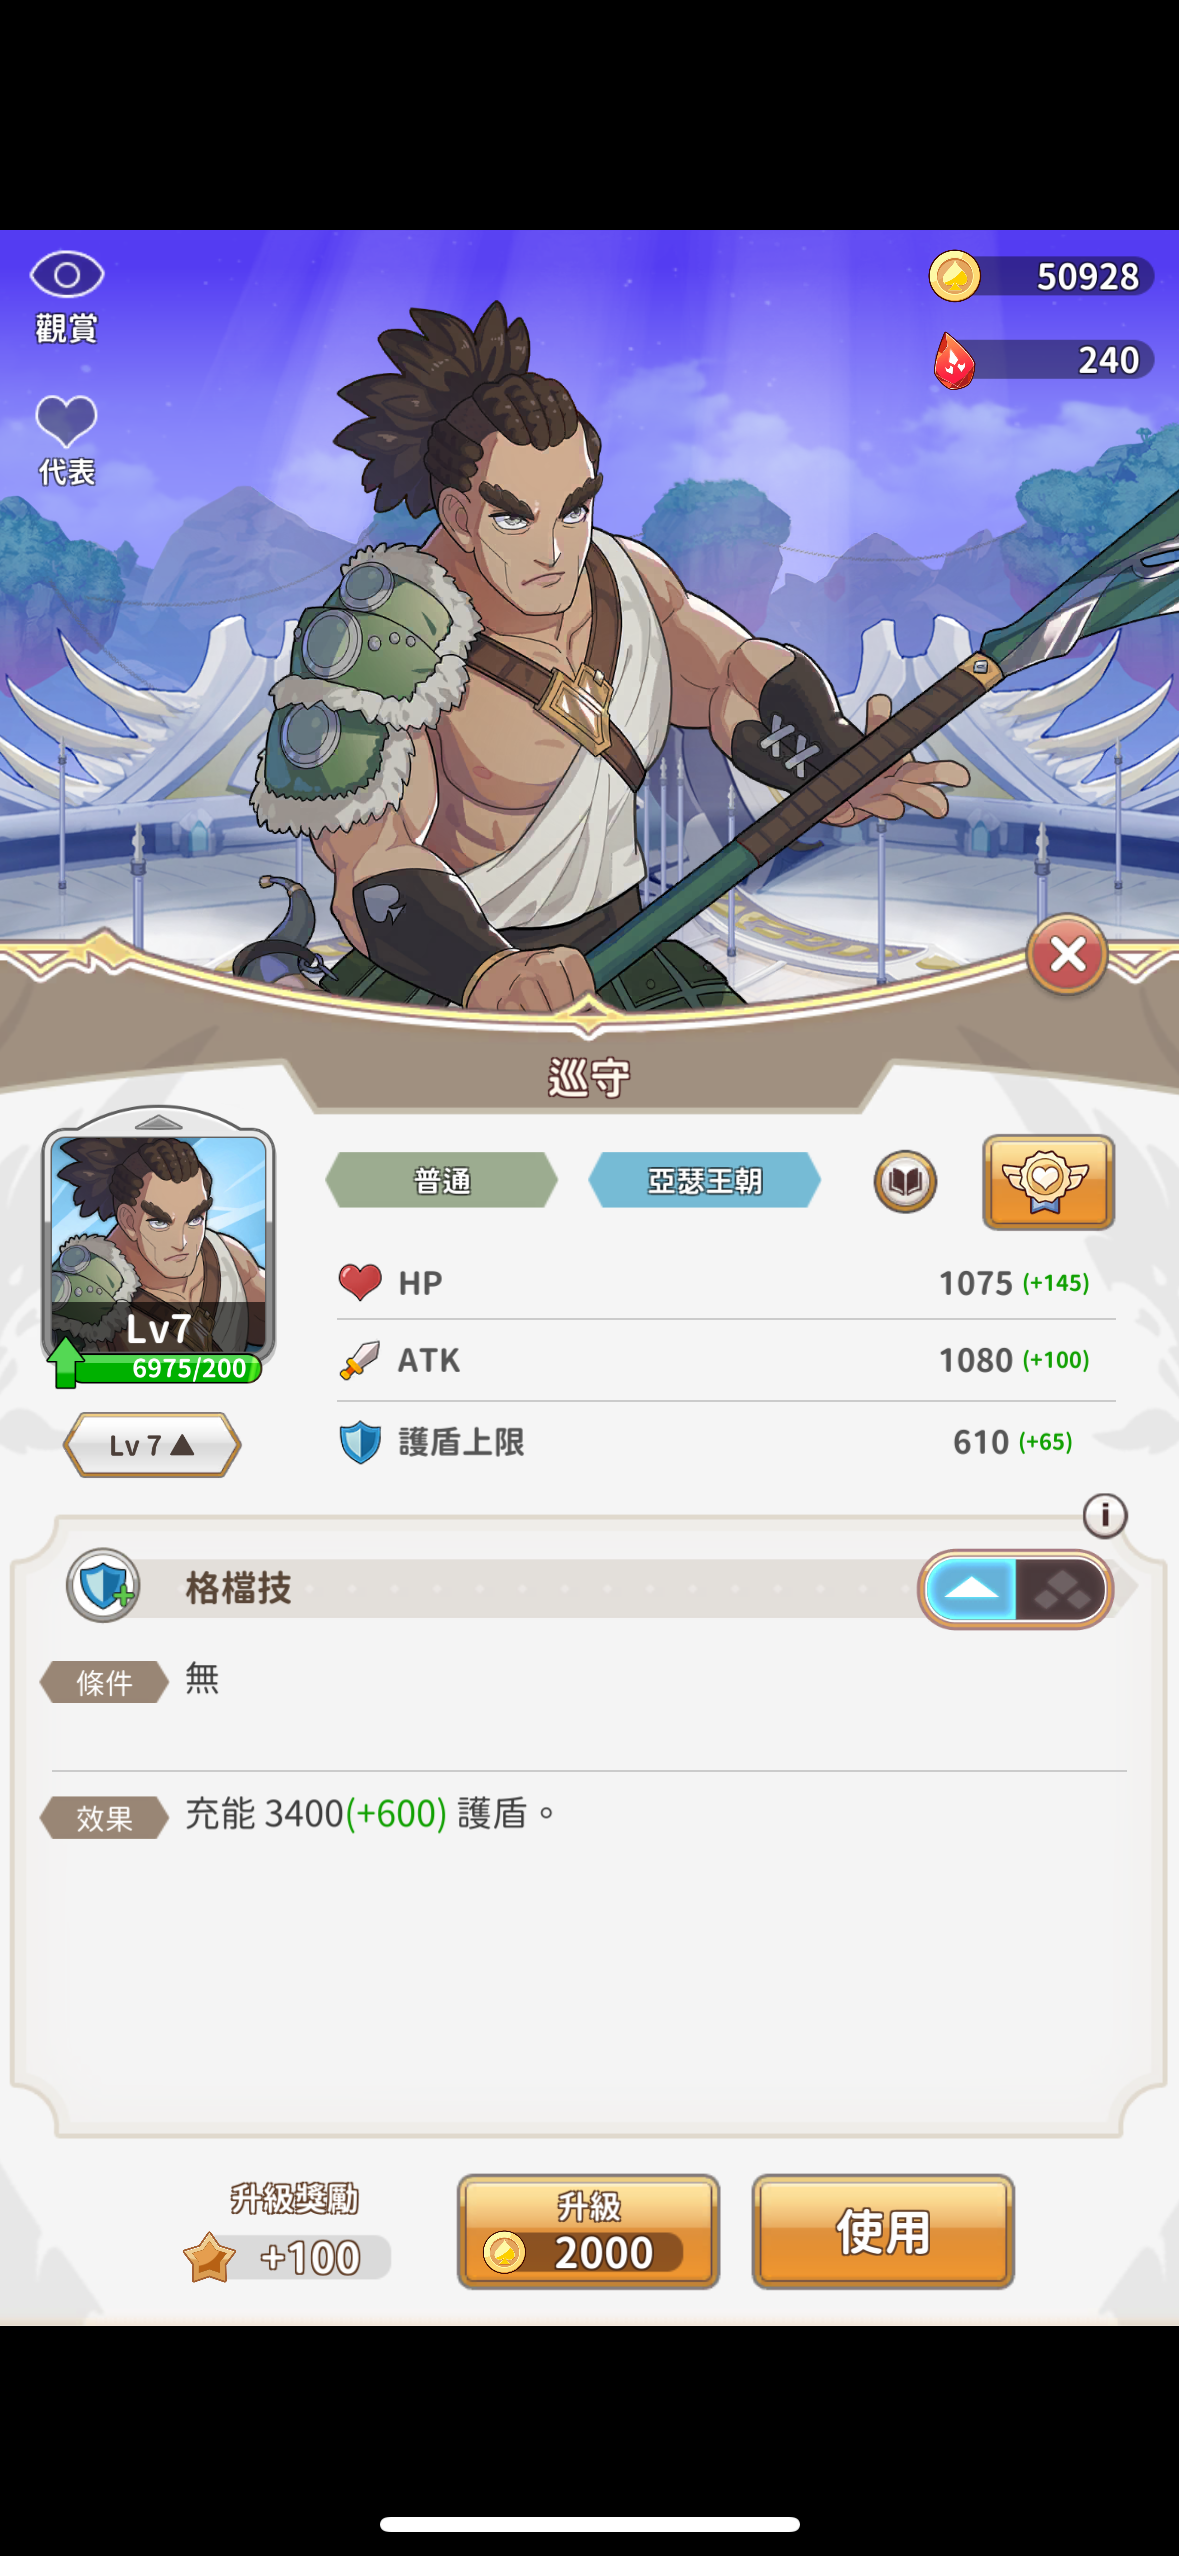 觀賞
50928
代表
240
巡守
普通
亞瑟王朝
HP
1075 (+145)
Lv7
6975/200
ATK
1080 (+100)
Lv 7 ▲
護盾上限
610 (+65)
i
格檔技
條件
無
效果
充能 3400(+600) 護盾。
升級獎勵
+100
升級
2000
使用